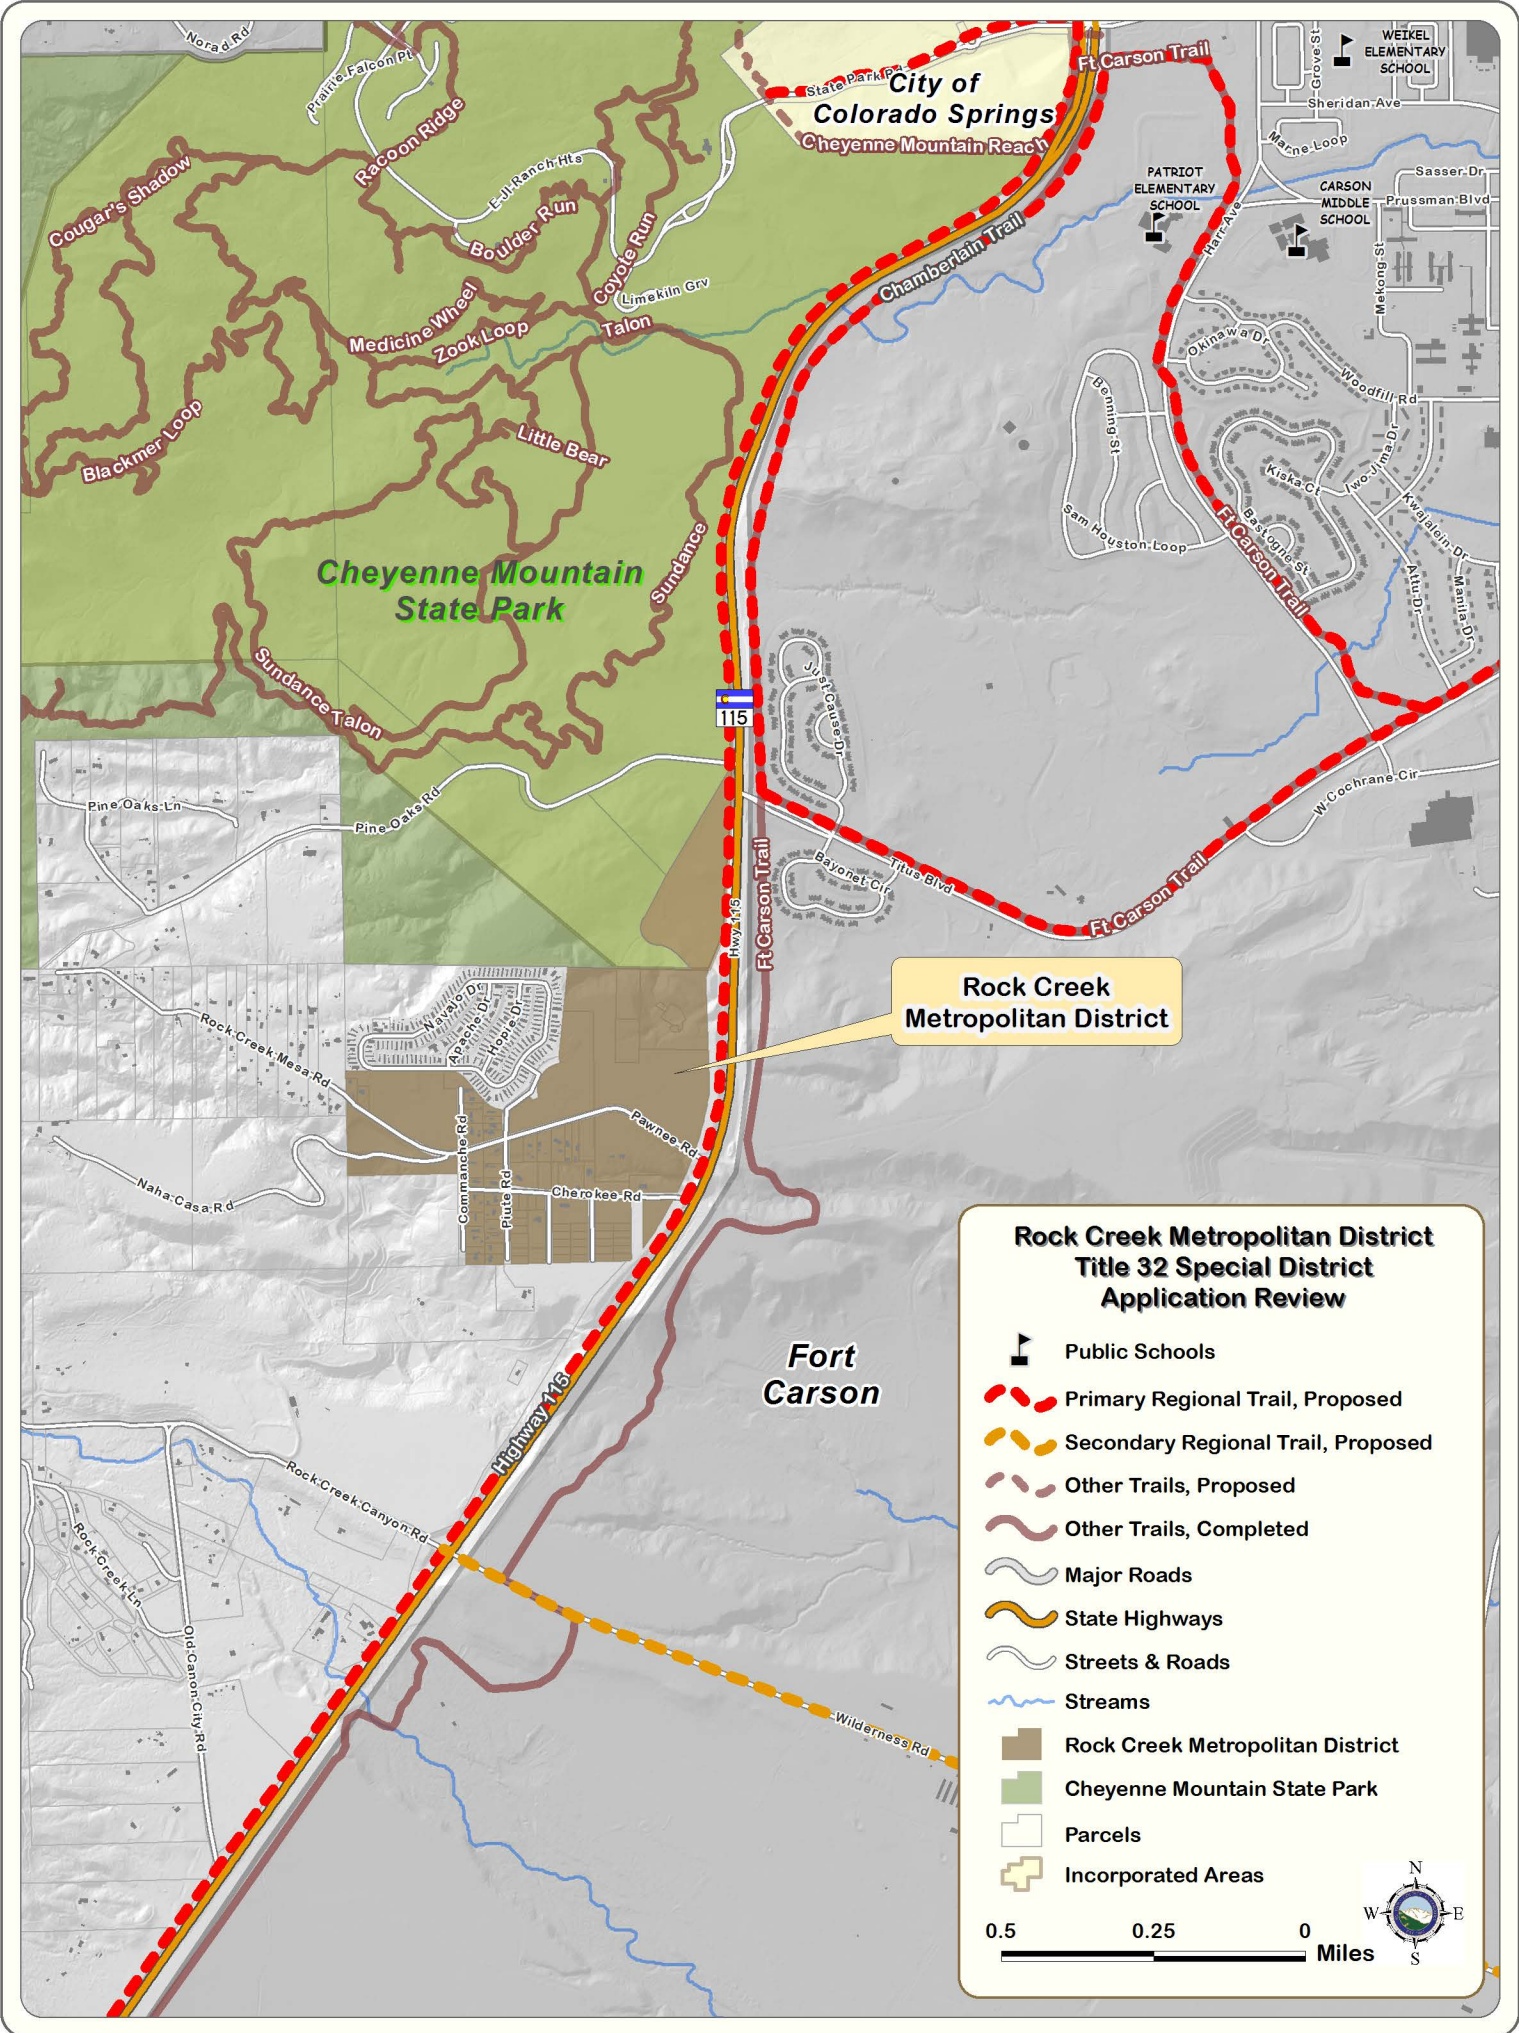 Norad Rd
Prairie Falcon Pt
Racoon Ridge
State Park Rd
City of
Colorado Springs
Cheyenne Mountain Reach
Ft Carson Trail
Grove St
WEIKEL
ELEMENTARY
SCHOOL
Sheridan Ave
Marne Loop
Sasser Dr
Prussman Blvd
PATRIOT
ELEMENTARY
SCHOOL
CARSON
MIDDLE
SCHOOL
Harr Ave
Mekong St
Cougar's Shadow
E Jl Ranch Hts
Boulder Run
Coyote Run
Limekiln Grv
Chamberlain Trail
Medicine Wheel
Zook Loop
Talon
Okinawa Dr
Woodfill Rd
Benning St
Blackmer Loop
Little Bear
Kiska Ct
Iwo Jima Dr
Kwajalein Dr
Sam Houston Loop
Bastogne St
Ft Carson Trail
Attu Dr
Manila Dr
Cheyenne Mountain
State Park
Sundance
Sundance Talon
115
Just Cause Dr
Pine Oaks Ln
Pine Oaks Rd
W Cochrane Cir
Bayonet Cir
Titus Blvd
Ft Carson Trail
Ft Carson Trail
Hwy 115
Rock Creek
Metropolitan District
Navajo Dr
Apache Dr
Hopie Dr
Rock Creek Mesa Rd
Pawnee Rd
Commanche Rd
Piute Rd
Cherokee Rd
Naha Casa Rd
Fort
Carson
Highway 115
Rock Creek Canyon Rd
Rock Creek Ln
Old Canon City Rd
Wilderness Rd
Rock Creek Metropolitan District
Title 32 Special District
Application Review
Public Schools
Primary Regional Trail, Proposed
Secondary Regional Trail, Proposed
Other Trails, Proposed
Other Trails, Completed
Major Roads
State Highways
Streets & Roads
Streams
Rock Creek Metropolitan District
Cheyenne Mountain State Park
Parcels
Incorporated Areas
0.5 0.25 0
Miles
N
W E
S